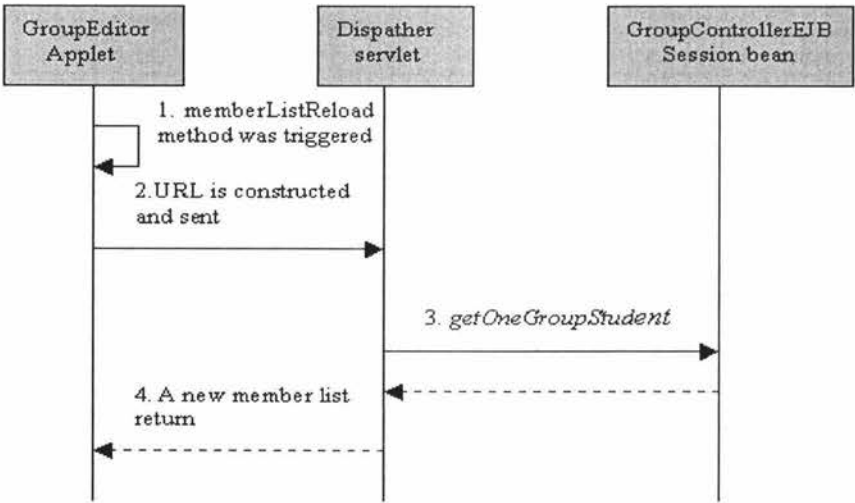 GroupEditor
Applet
Dispather
servlet
GroupControllerEJB
Session bean
1. memberListReload
method was triggered
2.URL is constructed
and sent
3. getOneGroupStudent
4. A new member list
return